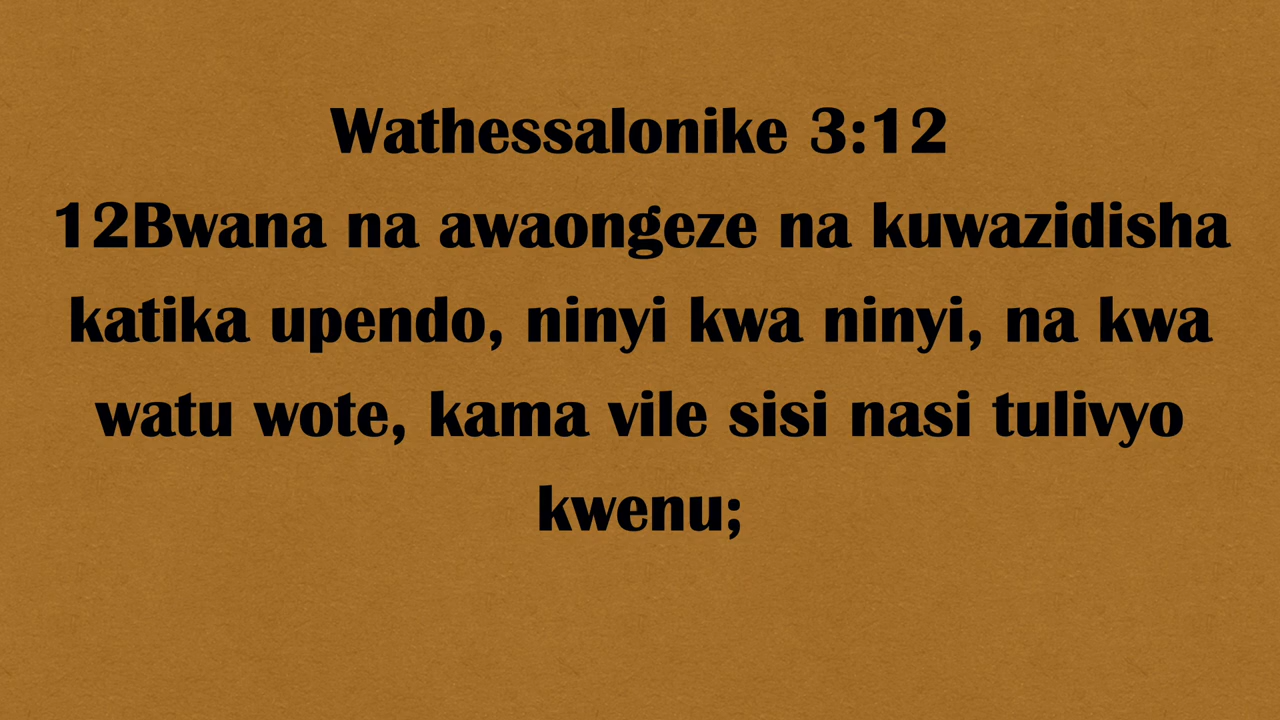 Wathessalonike 3:12
12Bwana na awaongeze na kuwazidisha
katika upendo, ninyi kwa ninyi, na kwa
watu wote, kama vile sisi nasi tulivyo
kwenu;